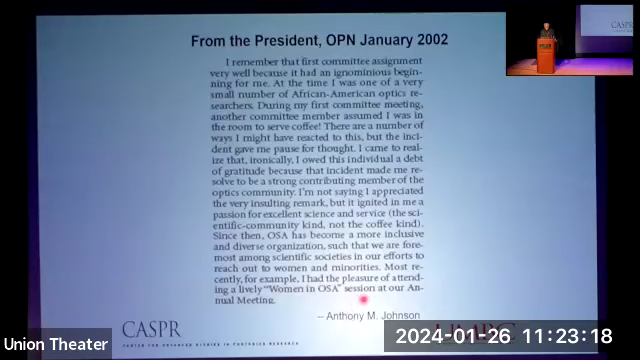 From the President, OPN January 2002
I remember that first committee assignment
very well because it had an ignominious begin-
ning for me. At the time I was one of a very
small number of African-American optics re-
searchers. During my first committee meeting,
another committee member assumed I was in
the room to serve coffee! There are a number of
ways I might have reacted to this, but the inci-
dent gave me pause for thought. I came to real-
ize that, ironically, I owed this individual a debt
of gratitude because that incident made me re-
solve to be a strong contributing member of the
optics community. I'm not saying I appreciated
the very insulting remark, but it ignited in me a
passion for excellent science and service (the sci-
entific-community kind, not the coffee kind).
Since then, OSA has become a more inclusive
and diverse organization, such that we are fore-
most among scientific societies in our efforts to
reach out to women and minorities. Most re-
cently, for example, I had the pleasure of attend-
ing a lively "Women in OSA" session at our An-
nual Meeting.
-- Anthony M. Johnson
CASPR
CENTER FOR ADVANCED STUDIES IN PHOTONICS RESEARCH
Union Theater
2024-01-26 11:23:18